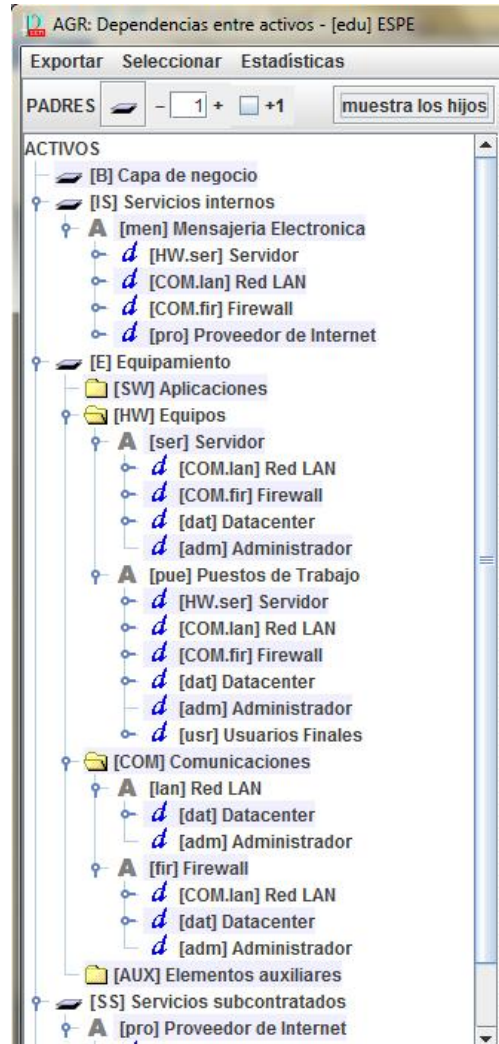 AGR: Dependencias entre activos - [edu] ESPE
Exportar Seleccionar Estadísticas
PADRES - 1 + +1 muestra los hijos
ACTIVOS
[B] Capa de negocio
[IS] Servicios internos
A [men] Mensajeria Electronica
d [HW.ser] Servidor
d [COM.lan] Red LAN
d [COM.fir] Firewall
d [pro] Proveedor de Internet
[E] Equipamiento
[SW] Aplicaciones
[HW] Equipos
A [ser] Servidor
d [COM.lan] Red LAN
d [COM.fir] Firewall
d [dat] Datacenter
d [adm] Administrador
A [pue] Puestos de Trabajo
d [HW.ser] Servidor
d [COM.lan] Red LAN
d [COM.fir] Firewall
d [dat] Datacenter
d [adm] Administrador
d [usr] Usuarios Finales
[COM] Comunicaciones
A [lan] Red LAN
d [dat] Datacenter
d [adm] Administrador
A [fir] Firewall
d [COM.lan] Red LAN
d [dat] Datacenter
d [adm] Administrador
[AUX] Elementos auxiliares
[SS] Servicios subcontratados
A [pro] Proveedor de Internet